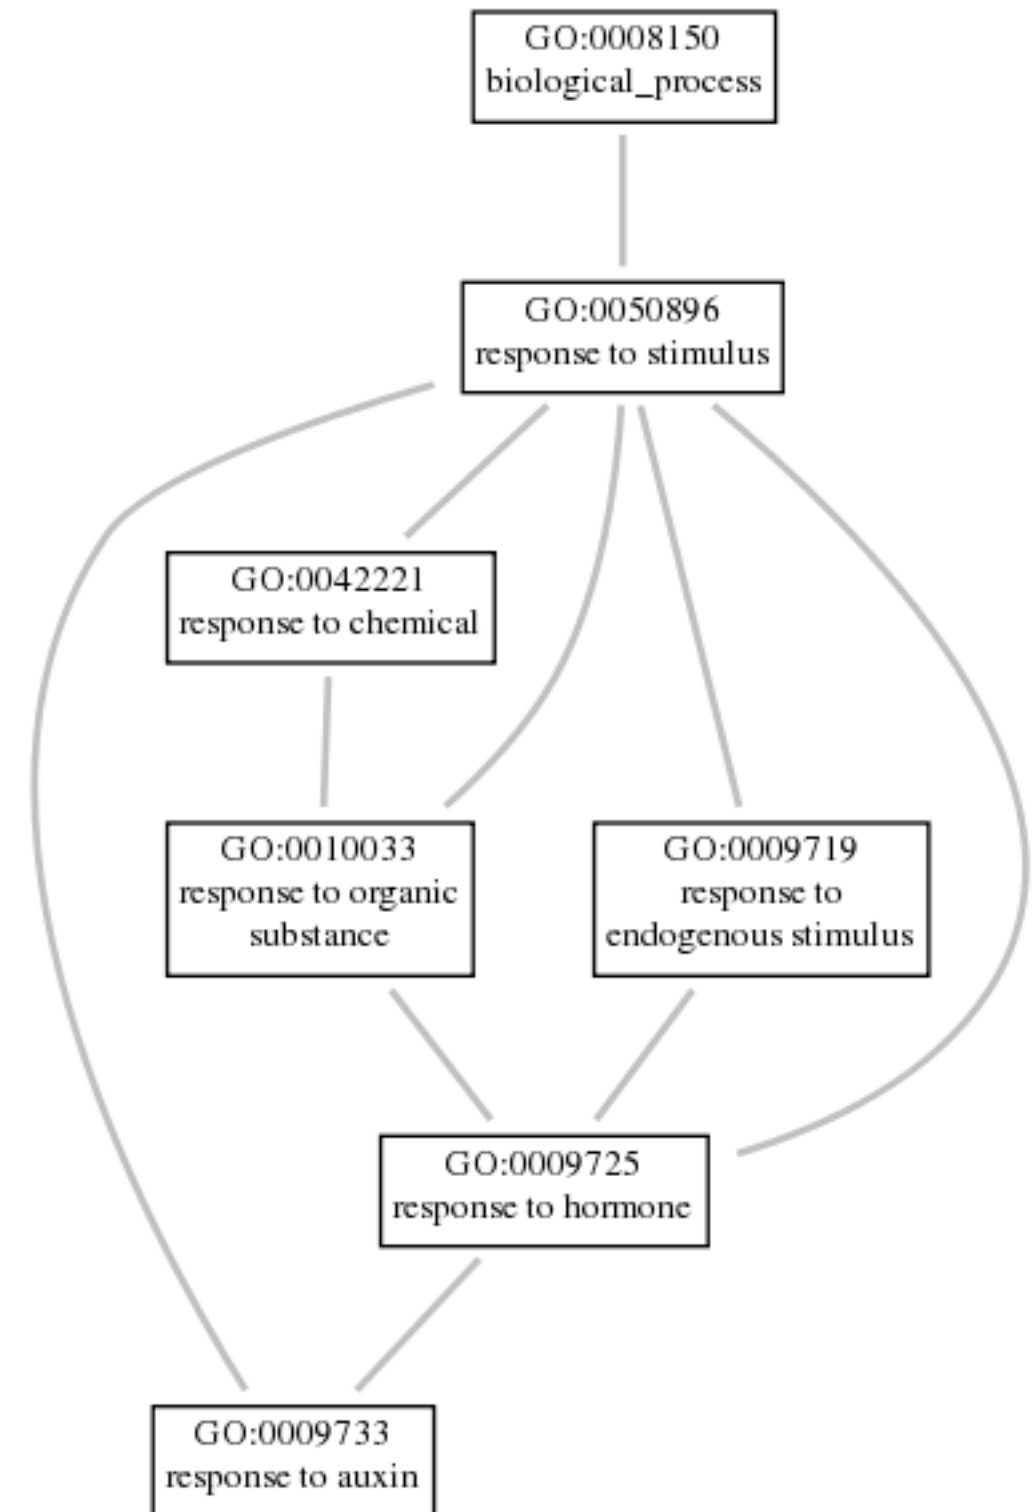 GO:0008150
biological_process
GO:0050896
response to stimulus
GO:0042221
response to chemical
GO:0010033
response to organic
substance
GO:0009719
response to
endogenous stimulus
GO:0009725
response to hormone
GO:0009733
response to auxin